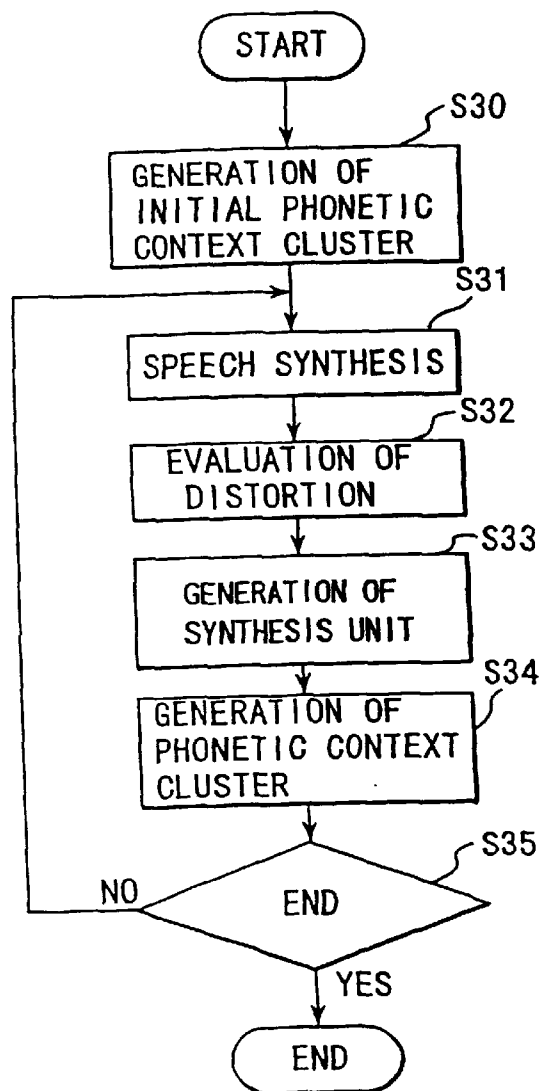 START
S30
GENERATION OF
INITIAL PHONETIC
CONTEXT CLUSTER
S31
SPEECH SYNTHESIS
S32
EVALUATION OF
DISTORTION
S33
GENERATION OF
SYNTHESIS UNIT
S34
GENERATION OF
PHONETIC CONTEXT
CLUSTER
S35
NO
END
YES
END